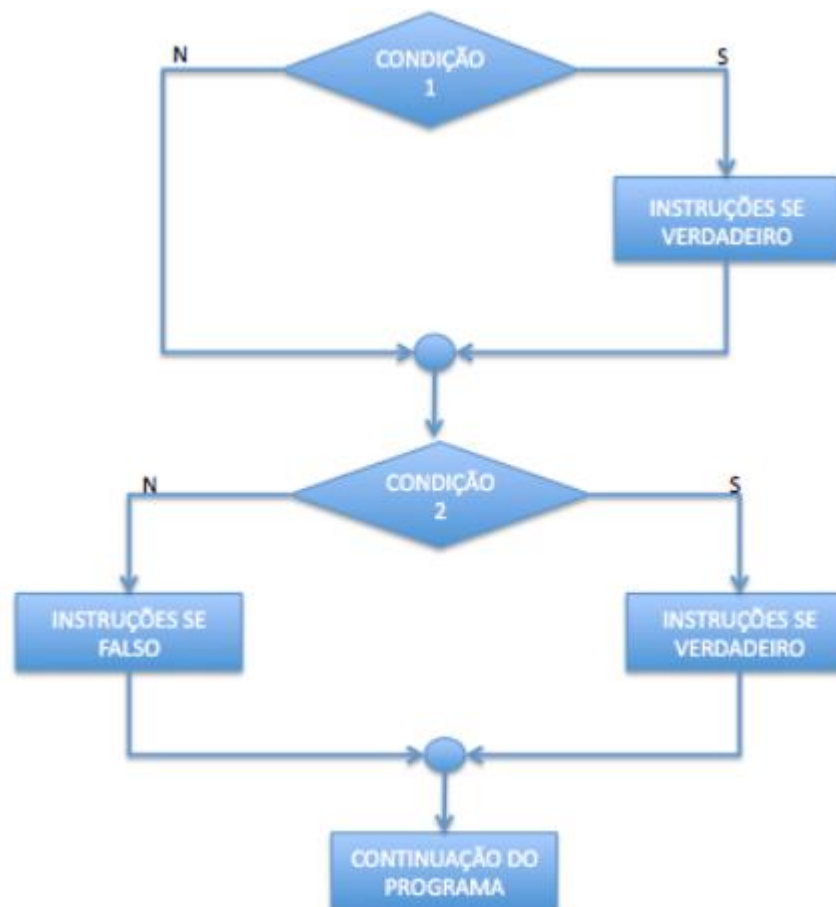 N
S
CONDIÇÃO
1
INSTRUÇÕES SE
VERDADEIRO
N
S
CONDIÇÃO
2
INSTRUÇÕES SE
FALSO
INSTRUÇÕES SE
VERDADEIRO
CONTINUAÇÃO DO
PROGRAMA